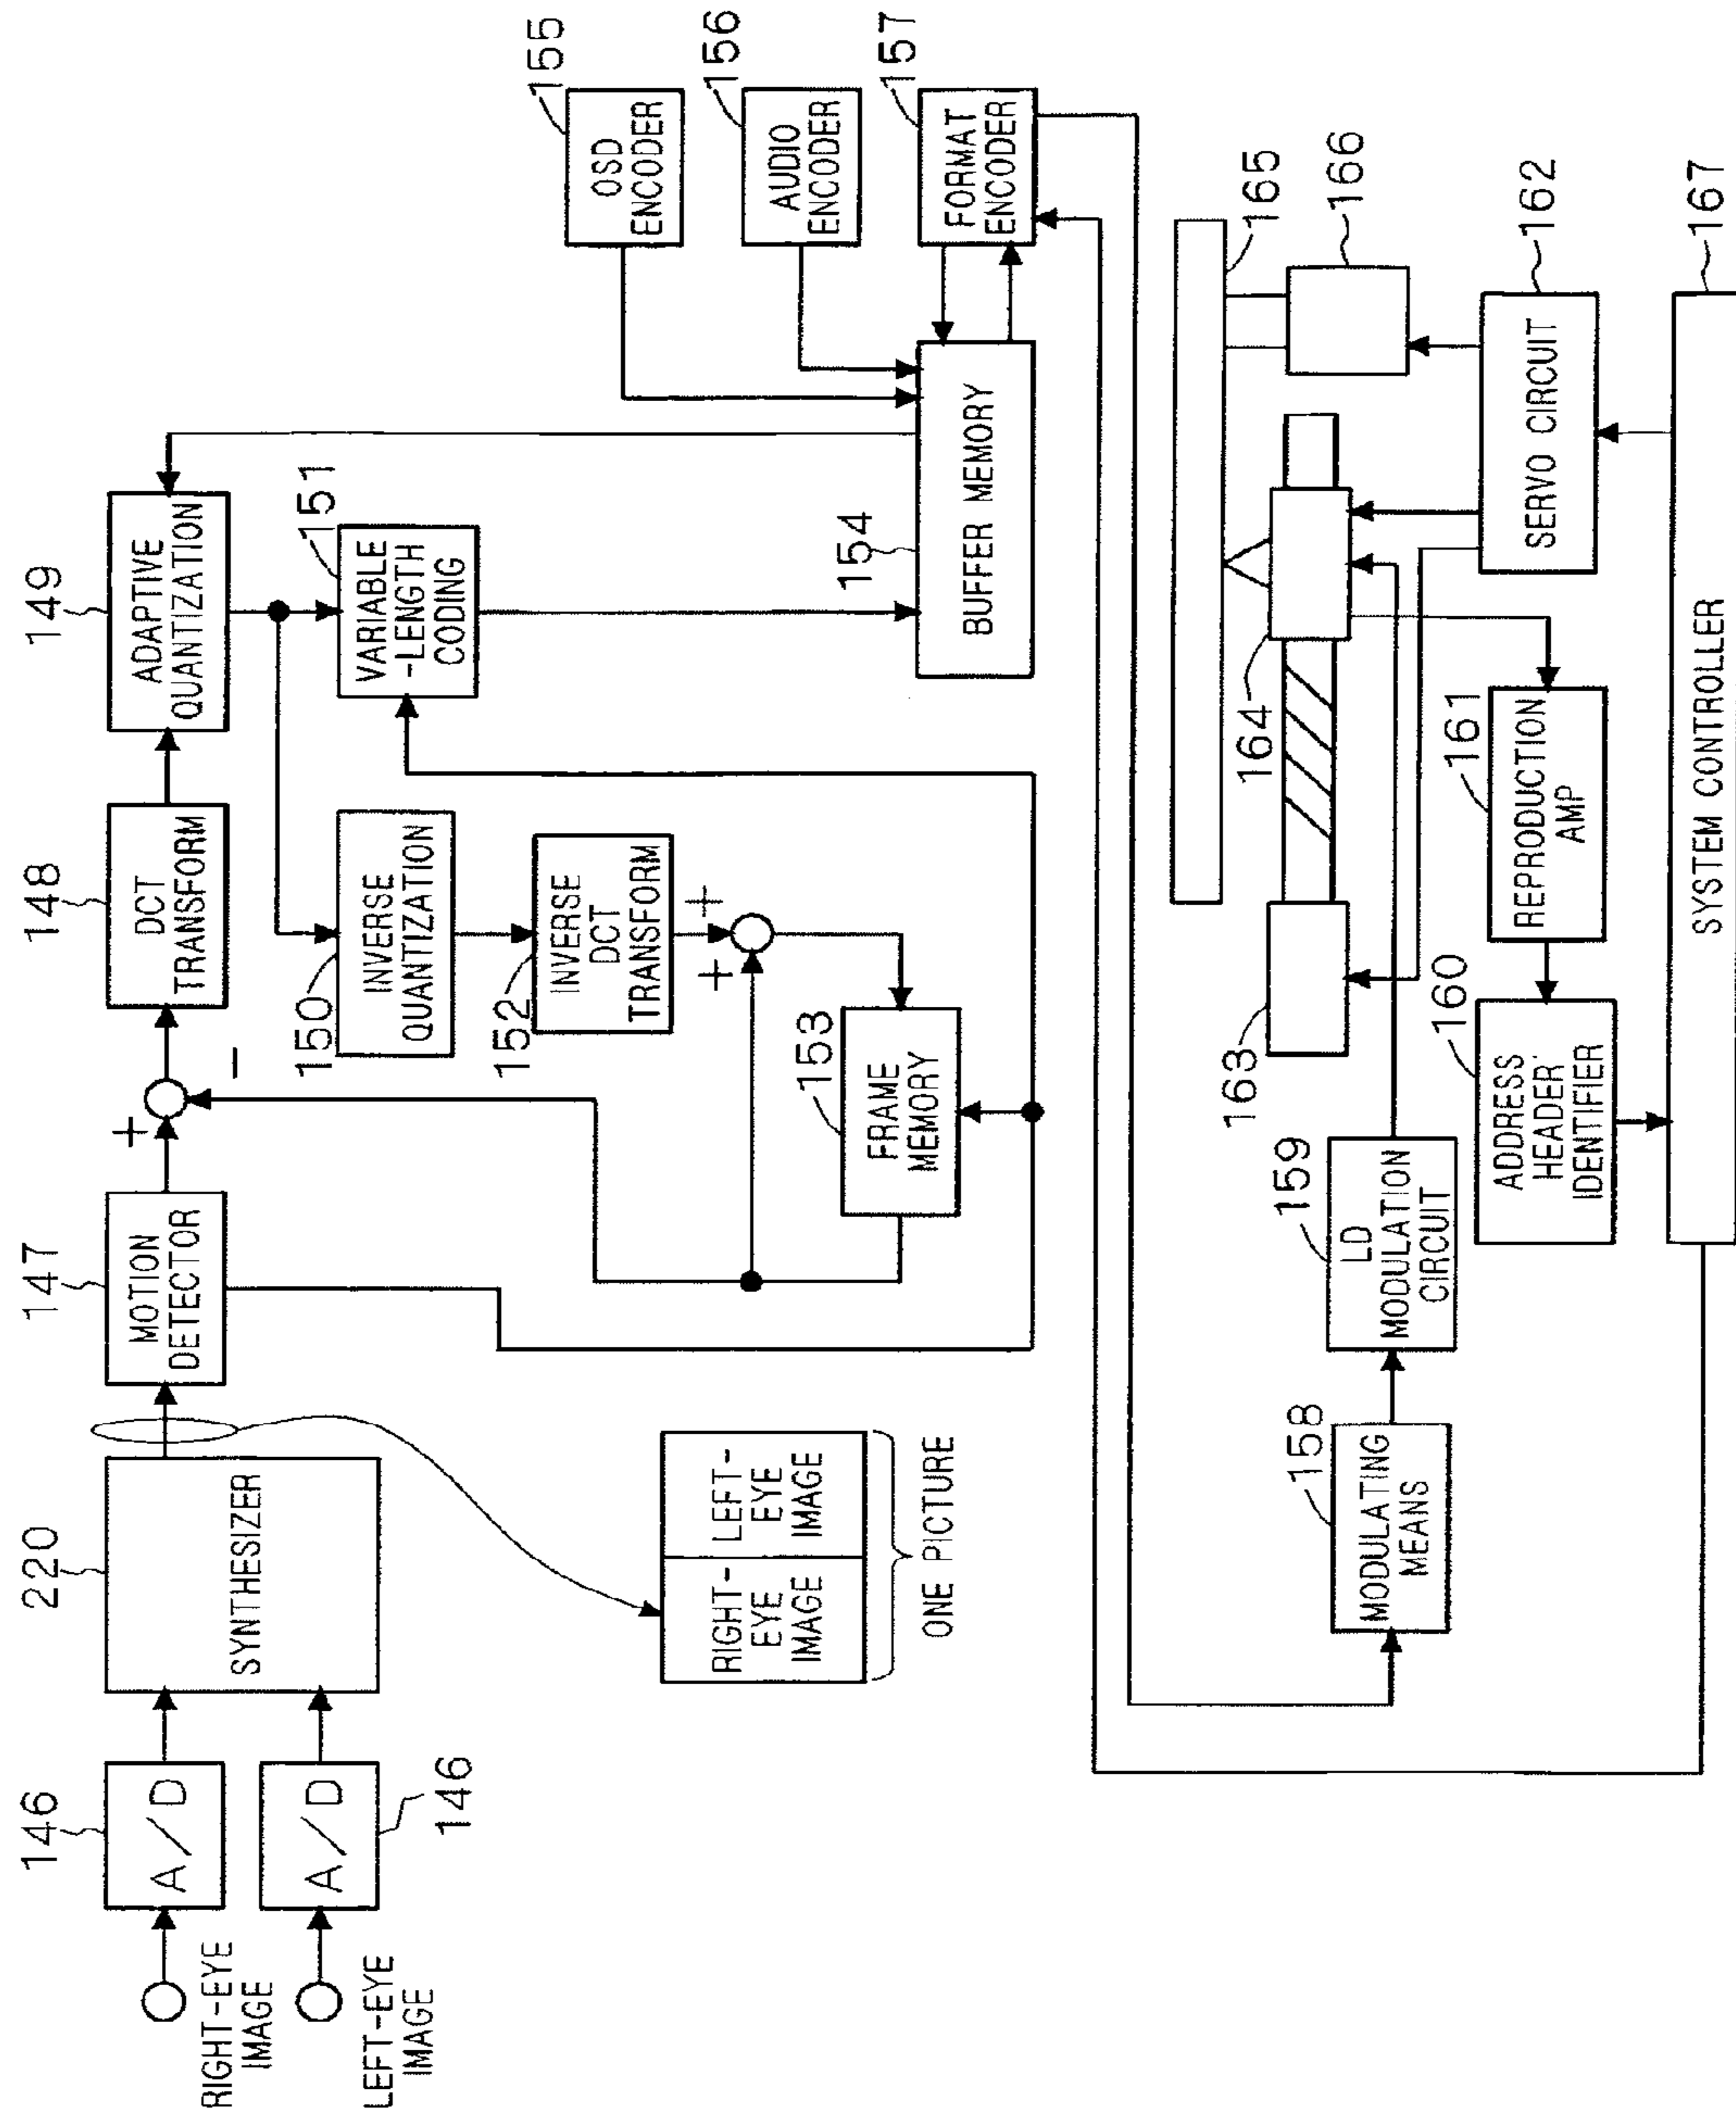 146
A/D
RIGHT-EYE
IMAGE
A/D
146
LEFT-EYE
IMAGE
220
SYNTHESIZER
RIGHT-
EYE
IMAGE
LEFT-
EYE
IMAGE
ONE PICTURE
147
MOTION
DETECTOR
+
-
148
DCT
TRANSFORM
149
ADAPTIVE
QUANTIZATION
150
INVERSE
QUANTIZATION
151
VARIABLE
-LENGTH
CODING
152
INVERSE
DCT
TRANSFORM
+
+
153
FRAME
MEMORY
154
BUFFER MEMORY
155
OSD
ENCODER
156
AUDIO
ENCODER
157
FORMAT
ENCODER
158
MODULATING
MEANS
159
LD
MODULATION
CIRCUIT
163
164
165
166
160
ADDRESS
HEADER
IDENTIFIER
161
REPRODUCTION
AMP
162
SERVO CIRCUIT
167
SYSTEM CONTROLLER